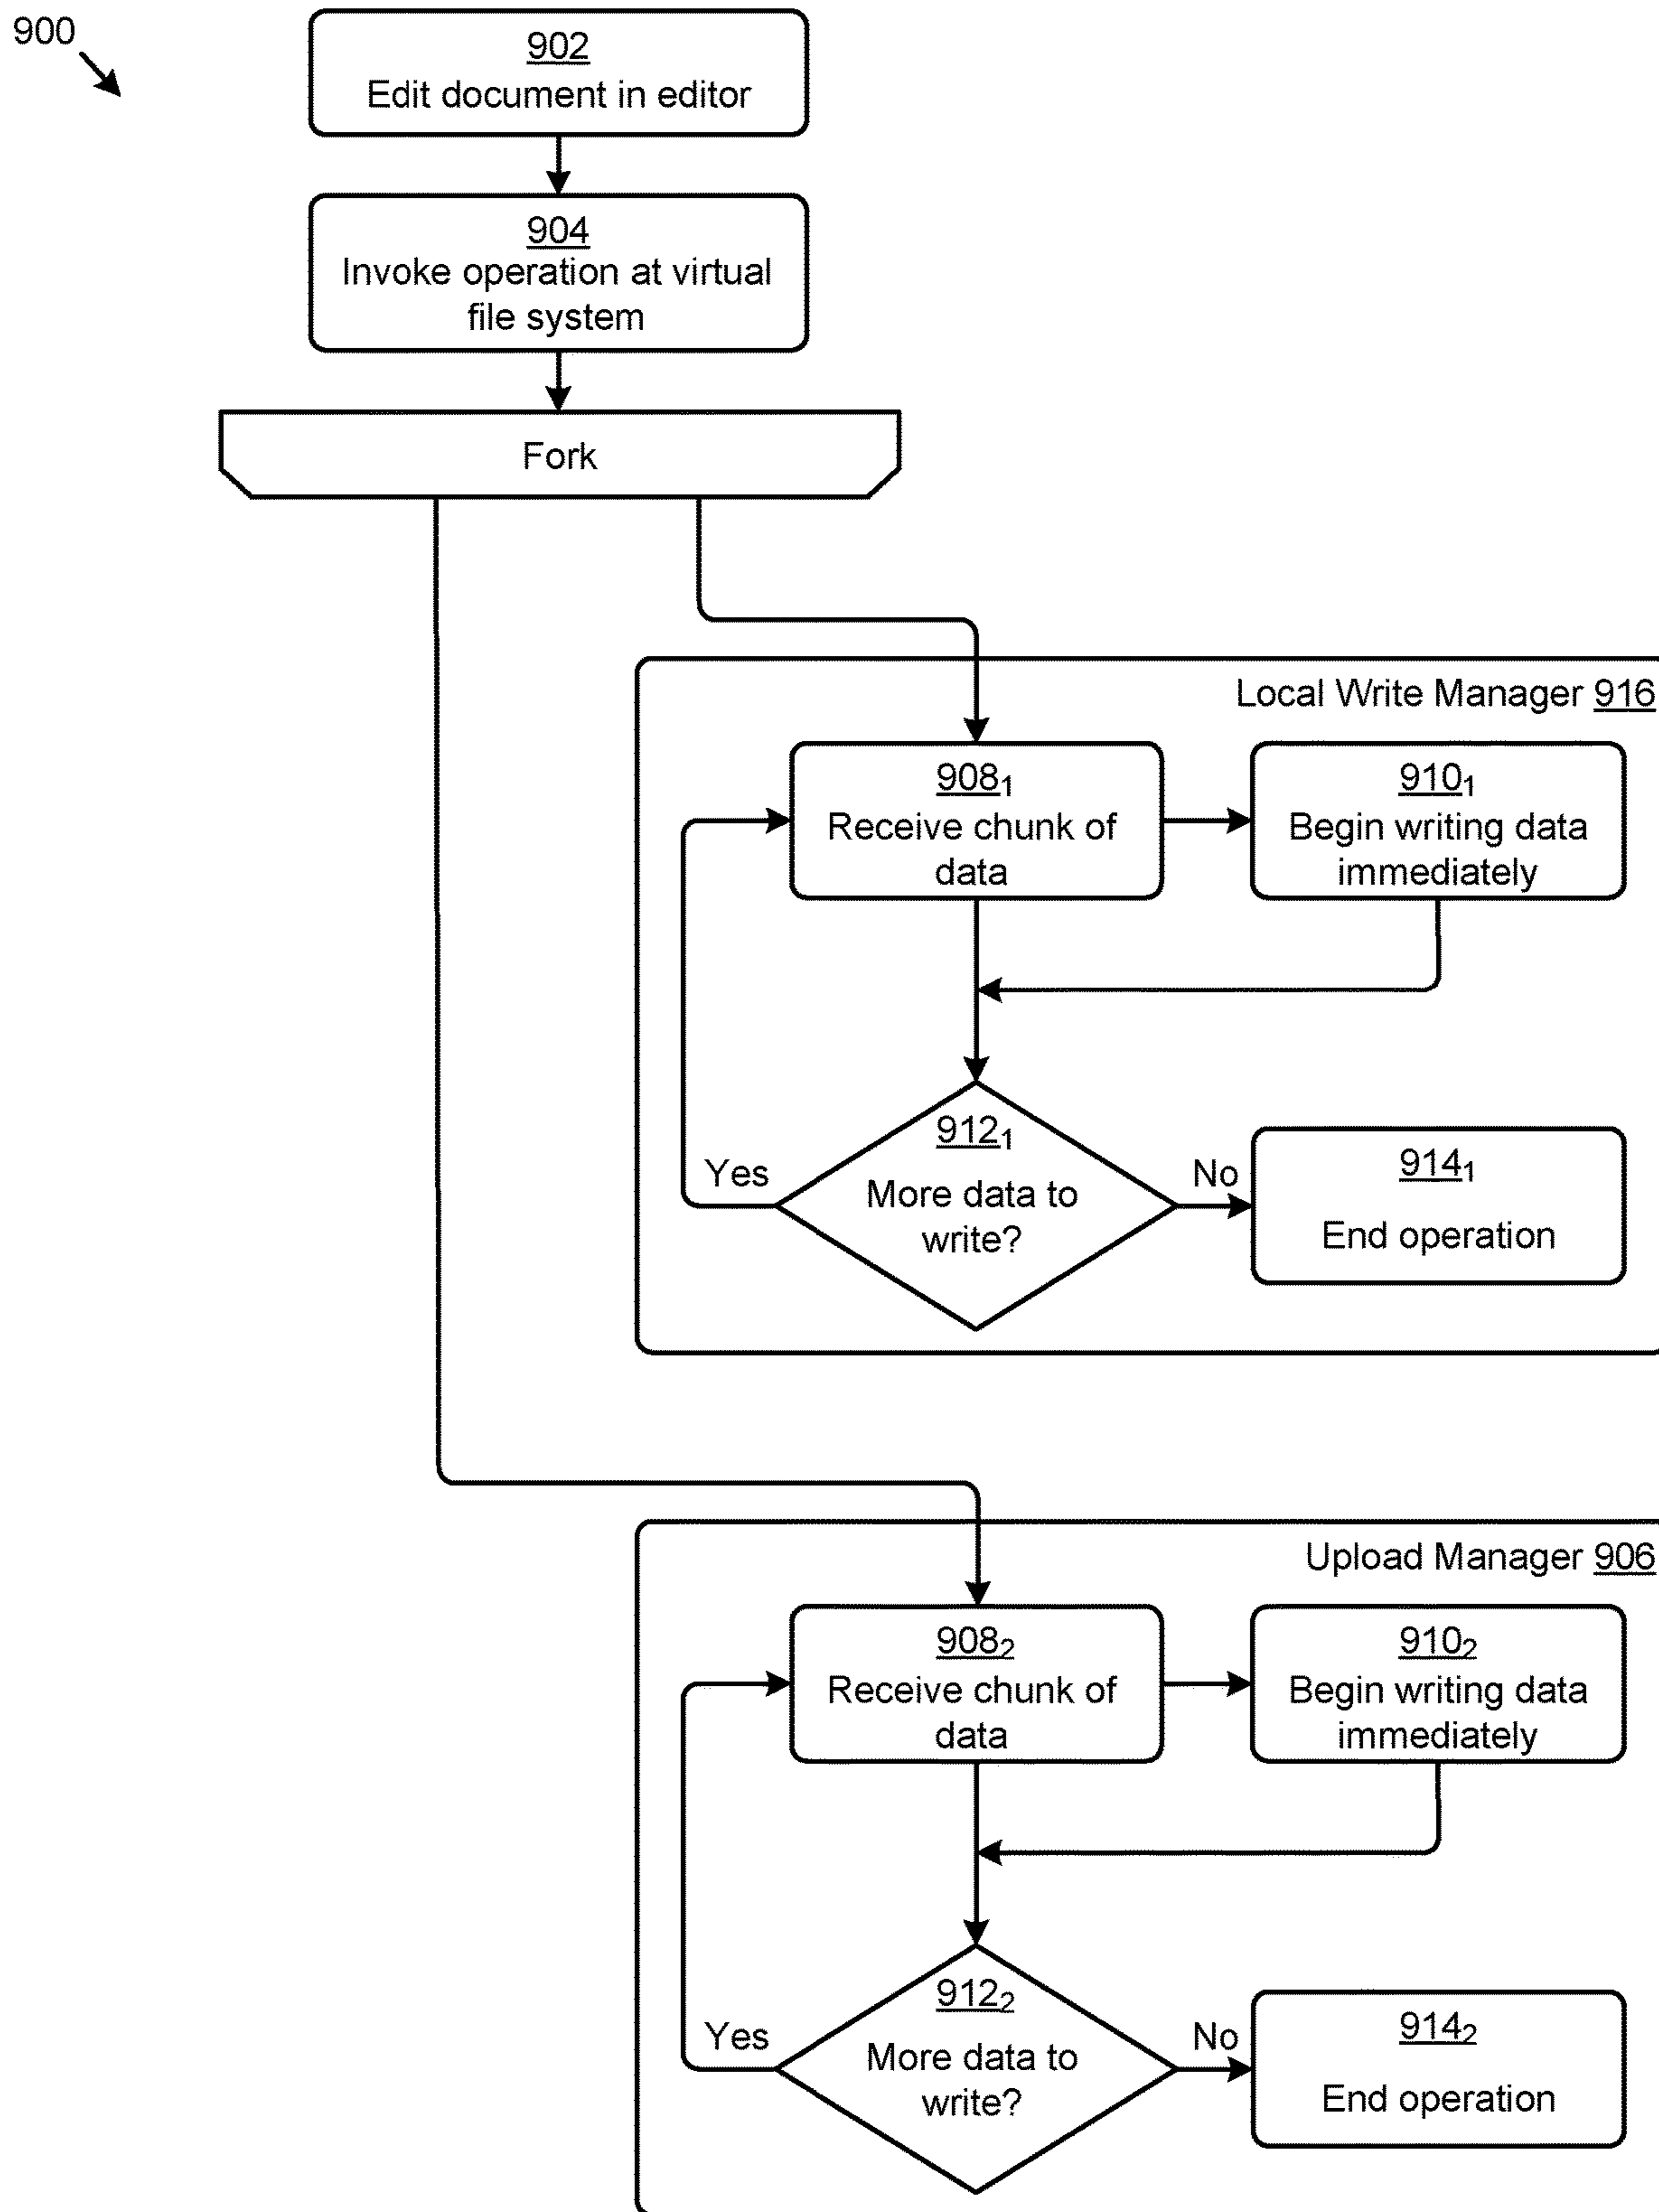 900
902
Edit document in editor
904
Invoke operation at virtual
file system
Fork
Local Write Manager 916
908₁
Receive chunk of
data
910₁
Begin writing data
immediately
912₁
More data to
write?
Yes
No
914₁
End operation
Upload Manager 906
908₂
Receive chunk of
data
910₂
Begin writing data
immediately
912₂
More data to
write?
Yes
No
914₂
End operation